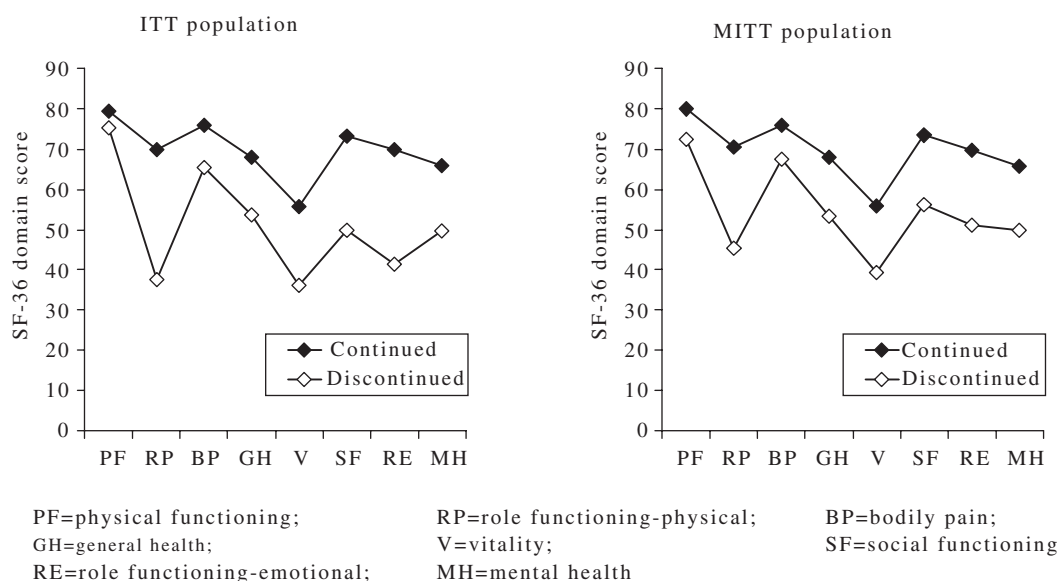 ITT population
90
80
70
60
50
40
30
20
10
0
SF-36 domain score
Continued
Discontinued
PF RP BP GH V SF RE MH
MITT population
90
80
70
60
50
40
30
20
10
0
SF-36 domain score
Continued
Discontinued
PF RP BP GH V SF RE MH
PF=physical functioning; RP=role functioning-physical; BP=bodily pain;
GH=general health; V=vitality; SF=social functioning
RE=role functioning-emotional; MH=mental health